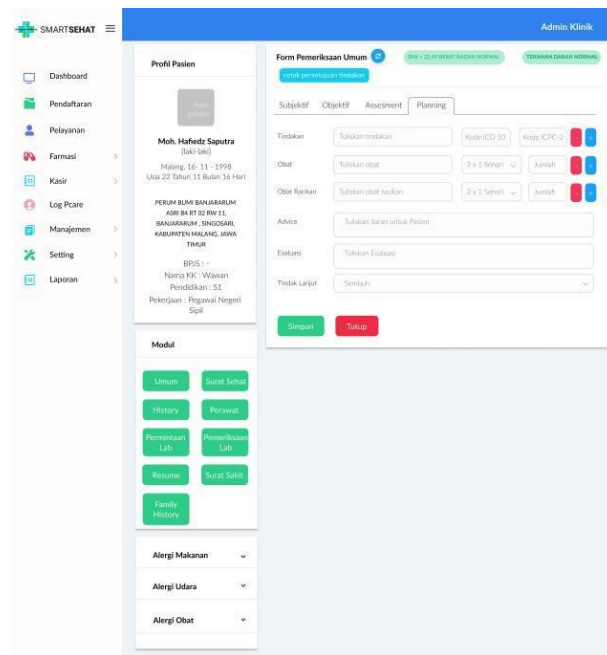 SMARTSEHAT
Admin Klinik
Dashboard
Pendaftaran
Pelayanan
Farmasi
Kasir
Log Pcare
Manajemen
Setting
Laporan
Profil Pasien
foto
pasien
Moh. Hafiedz Saputra
(laki-laki)
Malang, 16- 11 - 1998
Usia 22 Tahun 11 Bulan 16 Hari
PERUM BUMI BANJARARUM
ASRI B4 RT 02 RW 11,
BANJARARUM , SINGOSARI,
KABUPATEN MALANG, JAWA
TIMUR
BPJS : -
Nama KK : Wawan
Pendidikan : S1
Pekerjaan : Pegawai Negeri
Sipil
Modul
Umum
Surat Sehat
History
Perawat
Permintaan
Lab
Pemeriksaan
Lab
Resume
Surat Sakit
Family
History
Alergi Makanan
Alergi Udara
Alergi Obat
Form Pemeriksaan Umum
BERAT BADAN NORMAL
TEKANAN DARAH NORMAL
cetak persetujuan tindakan
Subjektif Objektif Assesment Planning
Tindakan Tuliskan tindakan Kode ICD 10 Kode ICPC-2 - +
Obat Tuliskan obat 3 x 1 Sehari Jumlah - +
Obat Racikan Tuliskan obat racikan 3 x 1 Sehari Jumlah - +
Advice Tuliskan Saran untuk Pasien
Evaluasi Tuliskan Evaluasi
Tindak Lanjut Sembuh
Simpan Tutup